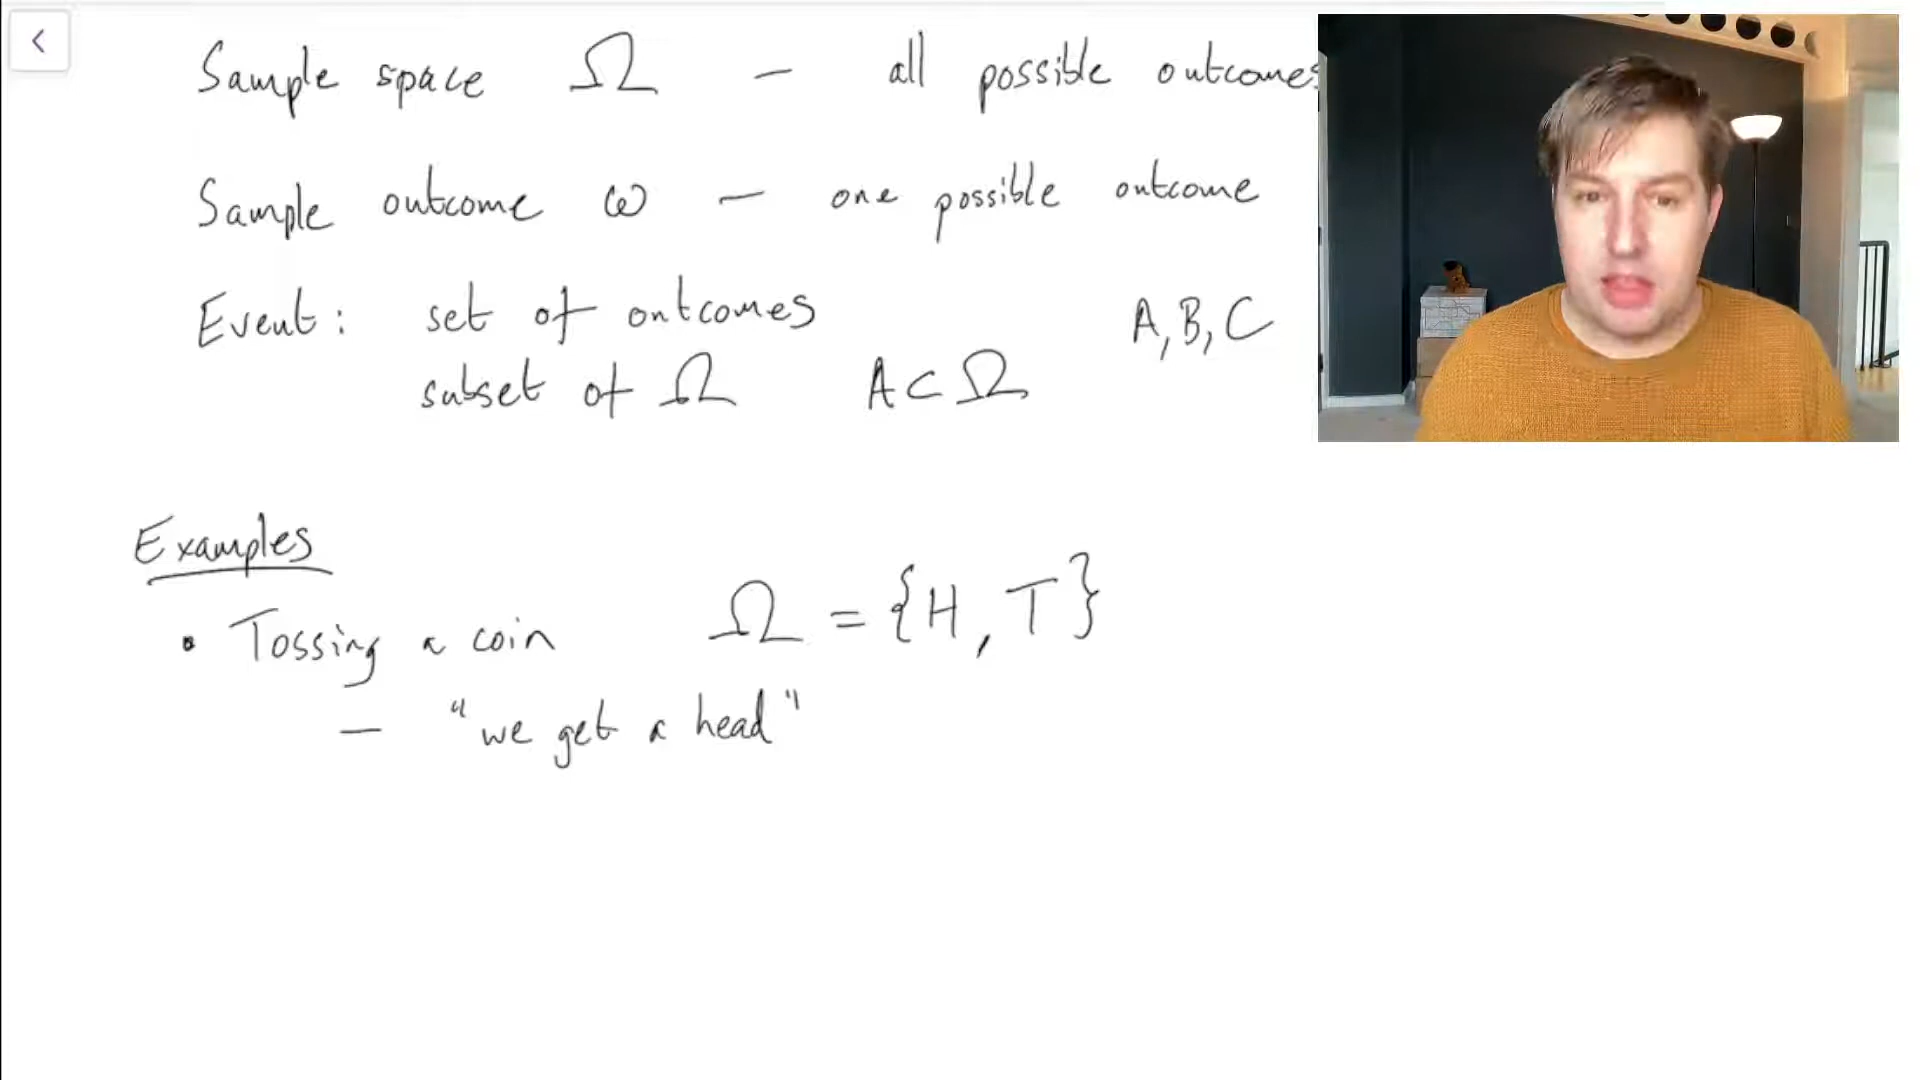 Sample space Ω – all possible outcomes
Sample outcome ω – one possible outcome
Event: set of outcomes A, B, C
subset of Ω A ⊂ Ω
Examples
• Tossing a coin Ω = {H, T}
– "we get a head"